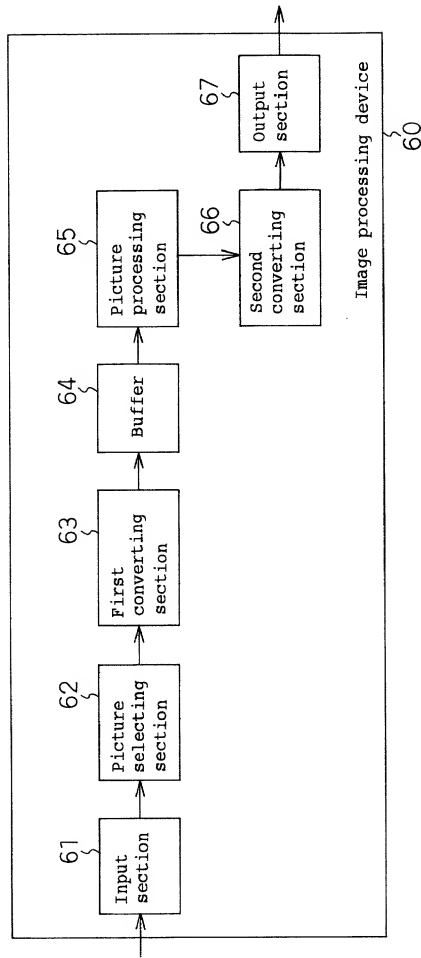 61
Input
section
62
Picture
selecting
section
63
First
converting
section
64
Buffer
65
Picture
processing
section
66
Second
converting
section
67
Output
section
Image processing device
60